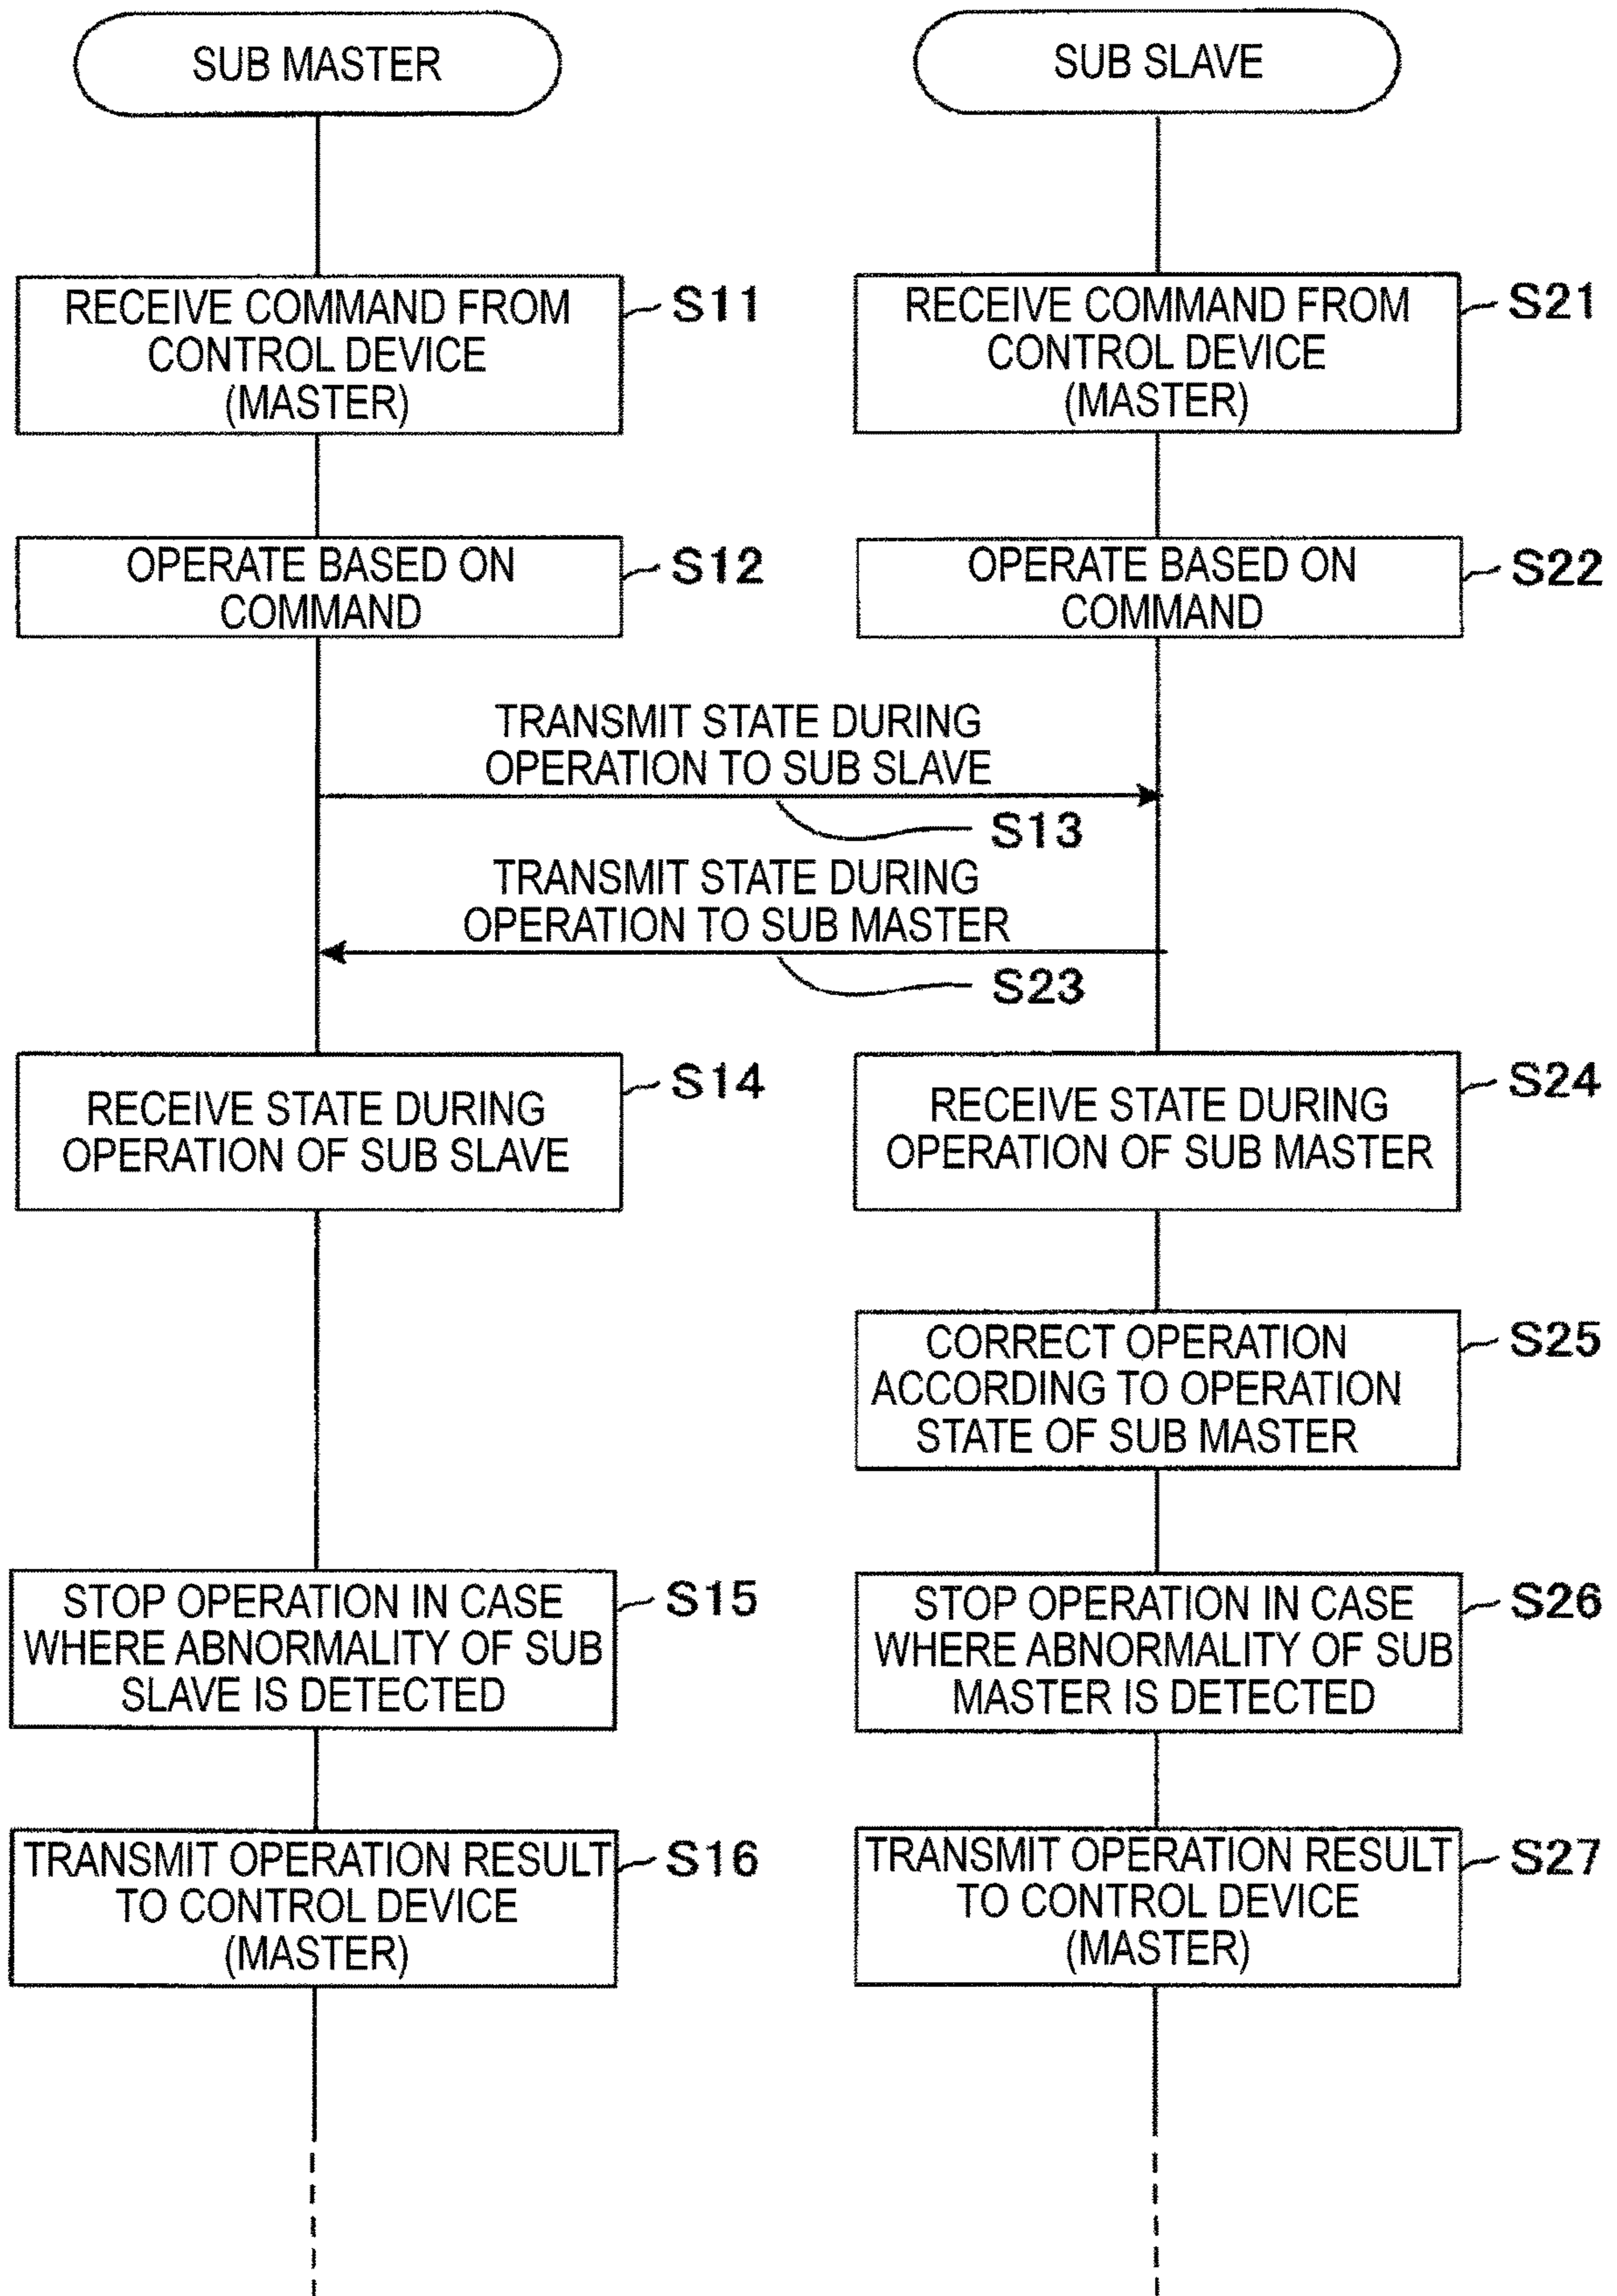 SUB MASTER
SUB SLAVE
RECEIVE COMMAND FROM
CONTROL DEVICE
(MASTER)
S11
RECEIVE COMMAND FROM
CONTROL DEVICE
(MASTER)
S21
OPERATE BASED ON
COMMAND
S12
OPERATE BASED ON
COMMAND
S22
TRANSMIT STATE DURING
OPERATION TO SUB SLAVE
S13
TRANSMIT STATE DURING
OPERATION TO SUB MASTER
S23
RECEIVE STATE DURING
OPERATION OF SUB SLAVE
S14
RECEIVE STATE DURING
OPERATION OF SUB MASTER
S24
CORRECT OPERATION
ACCORDING TO OPERATION
STATE OF SUB MASTER
S25
STOP OPERATION IN CASE
WHERE ABNORMALITY OF SUB
SLAVE IS DETECTED
S15
STOP OPERATION IN CASE
WHERE ABNORMALITY OF SUB
MASTER IS DETECTED
S26
TRANSMIT OPERATION RESULT
TO CONTROL DEVICE
(MASTER)
S16
TRANSMIT OPERATION RESULT
TO CONTROL DEVICE
(MASTER)
S27